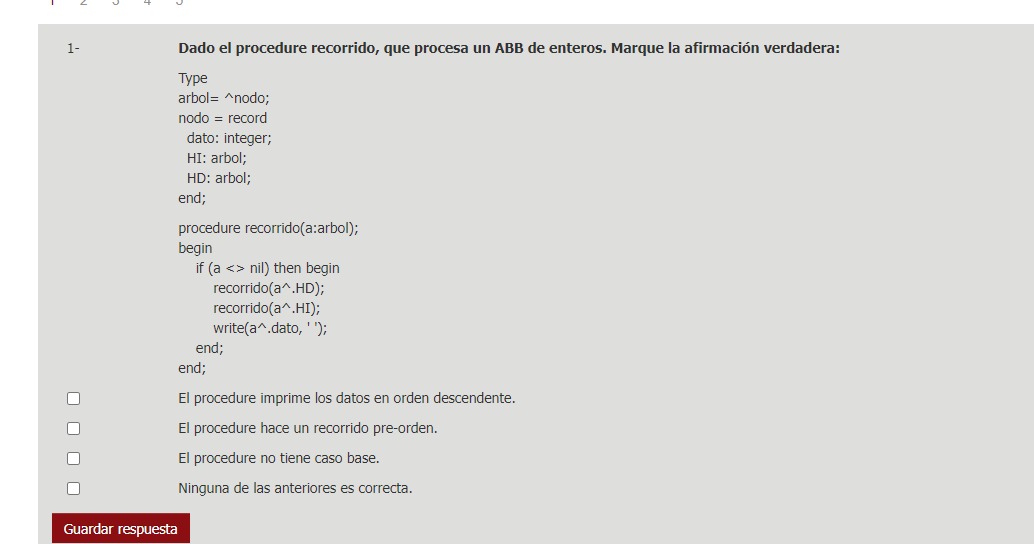 1 2 3 4 5
1- Dado el procedure recorrido, que procesa un ABB de enteros. Marque la afirmación verdadera:
Type
arbol= ^nodo;
nodo = record
dato: integer;
HI: arbol;
HD: arbol;
end;
procedure recorrido(a:arbol);
begin
if (a <> nil) then begin
recorrido(a^.HD);
recorrido(a^.HI);
write(a^.dato, ' ');
end;
end;
El procedure imprime los datos en orden descendente.
El procedure hace un recorrido pre-orden.
El procedure no tiene caso base.
Ninguna de las anteriores es correcta.
Guardar respuesta